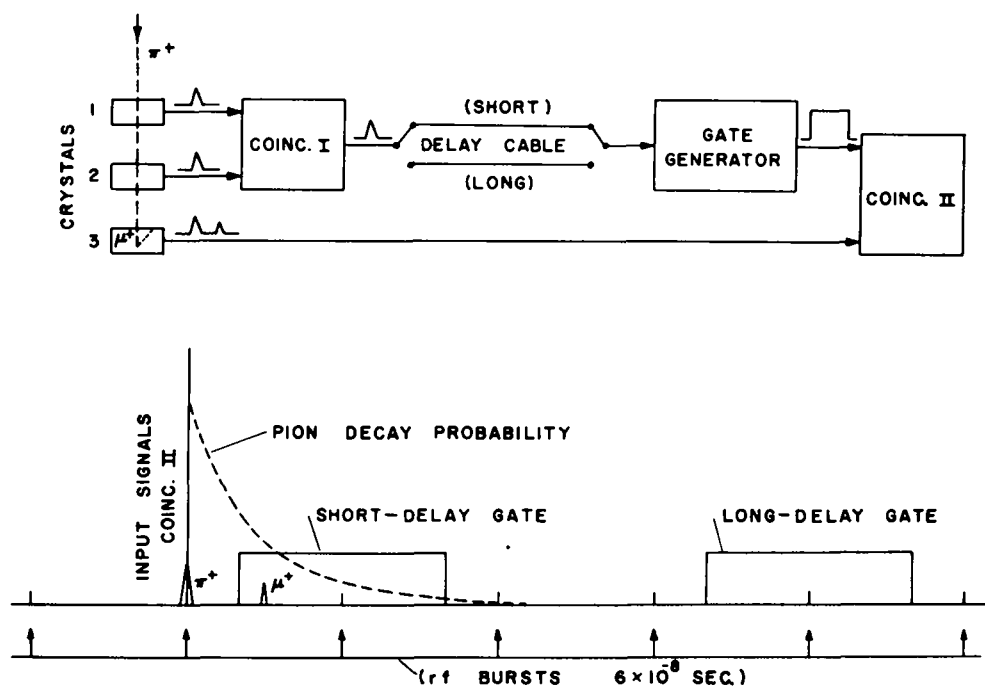 π+
1
2
3
CRYSTALS
μ+
COINC. I
(SHORT)
DELAY CABLE
(LONG)
GATE
GENERATOR
COINC. II
INPUT SIGNALS
COINC. II
PION DECAY PROBABILITY
SHORT-DELAY GATE
LONG-DELAY GATE
π+
μ+
(rf BURSTS 6×10⁻⁸ SEC.)